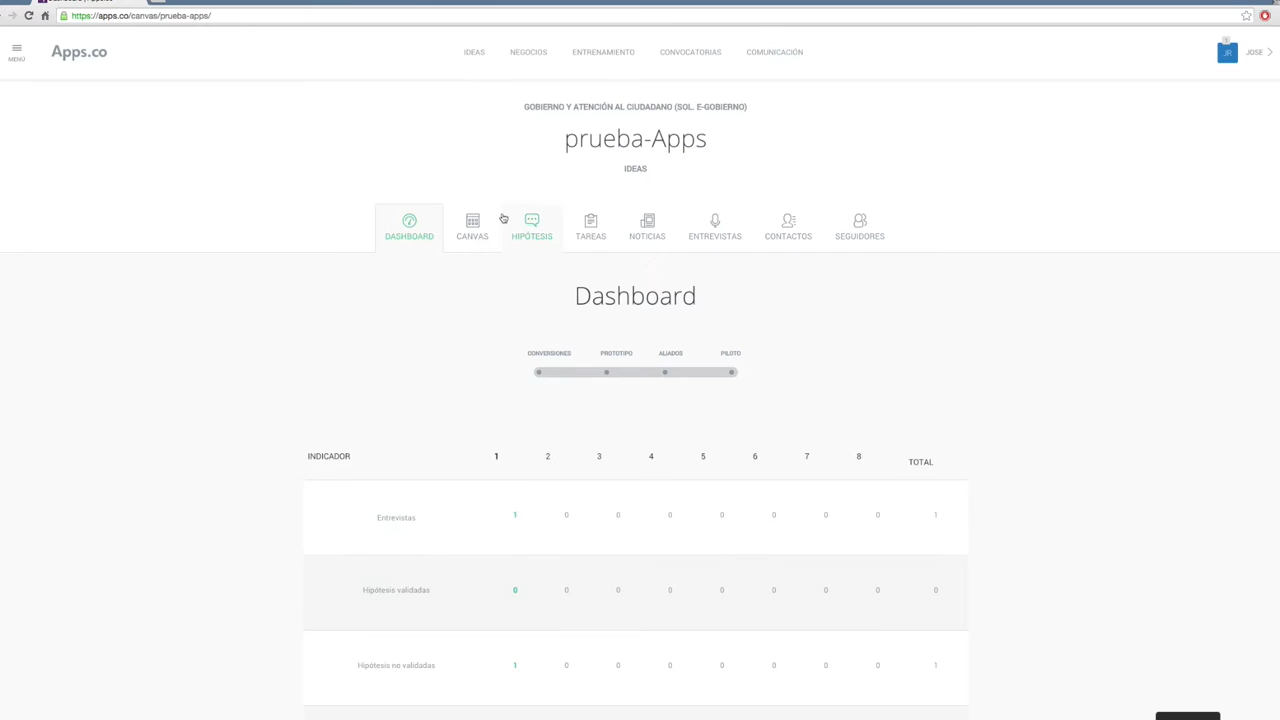 https://apps.co/canvas/prueba-apps/
MENÚ
Apps.co
IDEAS NEGOCIOS ENTRENAMIENTO CONVOCATORIAS COMUNICACIÓN
JR JOSE
GOBIERNO Y ATENCIÓN AL CIUDADANO (SOL. E-GOBIERNO)
prueba-Apps
IDEAS
DASHBOARD CANVAS HIPÓTESIS TAREAS NOTICIAS ENTREVISTAS CONTACTOS SEGUIDORES
Dashboard
CONVERSIONES PROTOTIPO ALIADOS PILOTO
INDICADOR 1 2 3 4 5 6 7 8 TOTAL
Entrevistas 1 0 0 0 0 0 0 0 1
Hipótesis validadas 0 0 0 0 0 0 0 0 0
Hipótesis no validadas 1 0 0 0 0 0 0 0 1